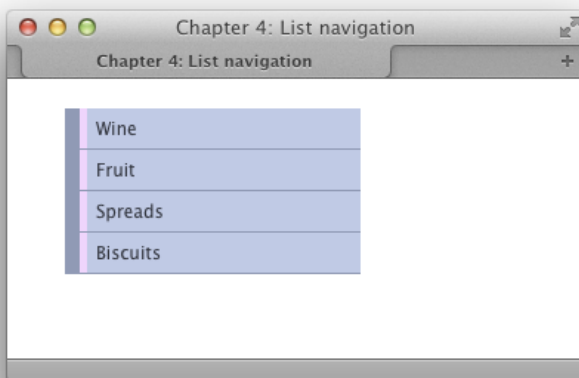 Chapter 4: List navigation
Chapter 4: List navigation
Wine
Fruit
Spreads
Biscuits